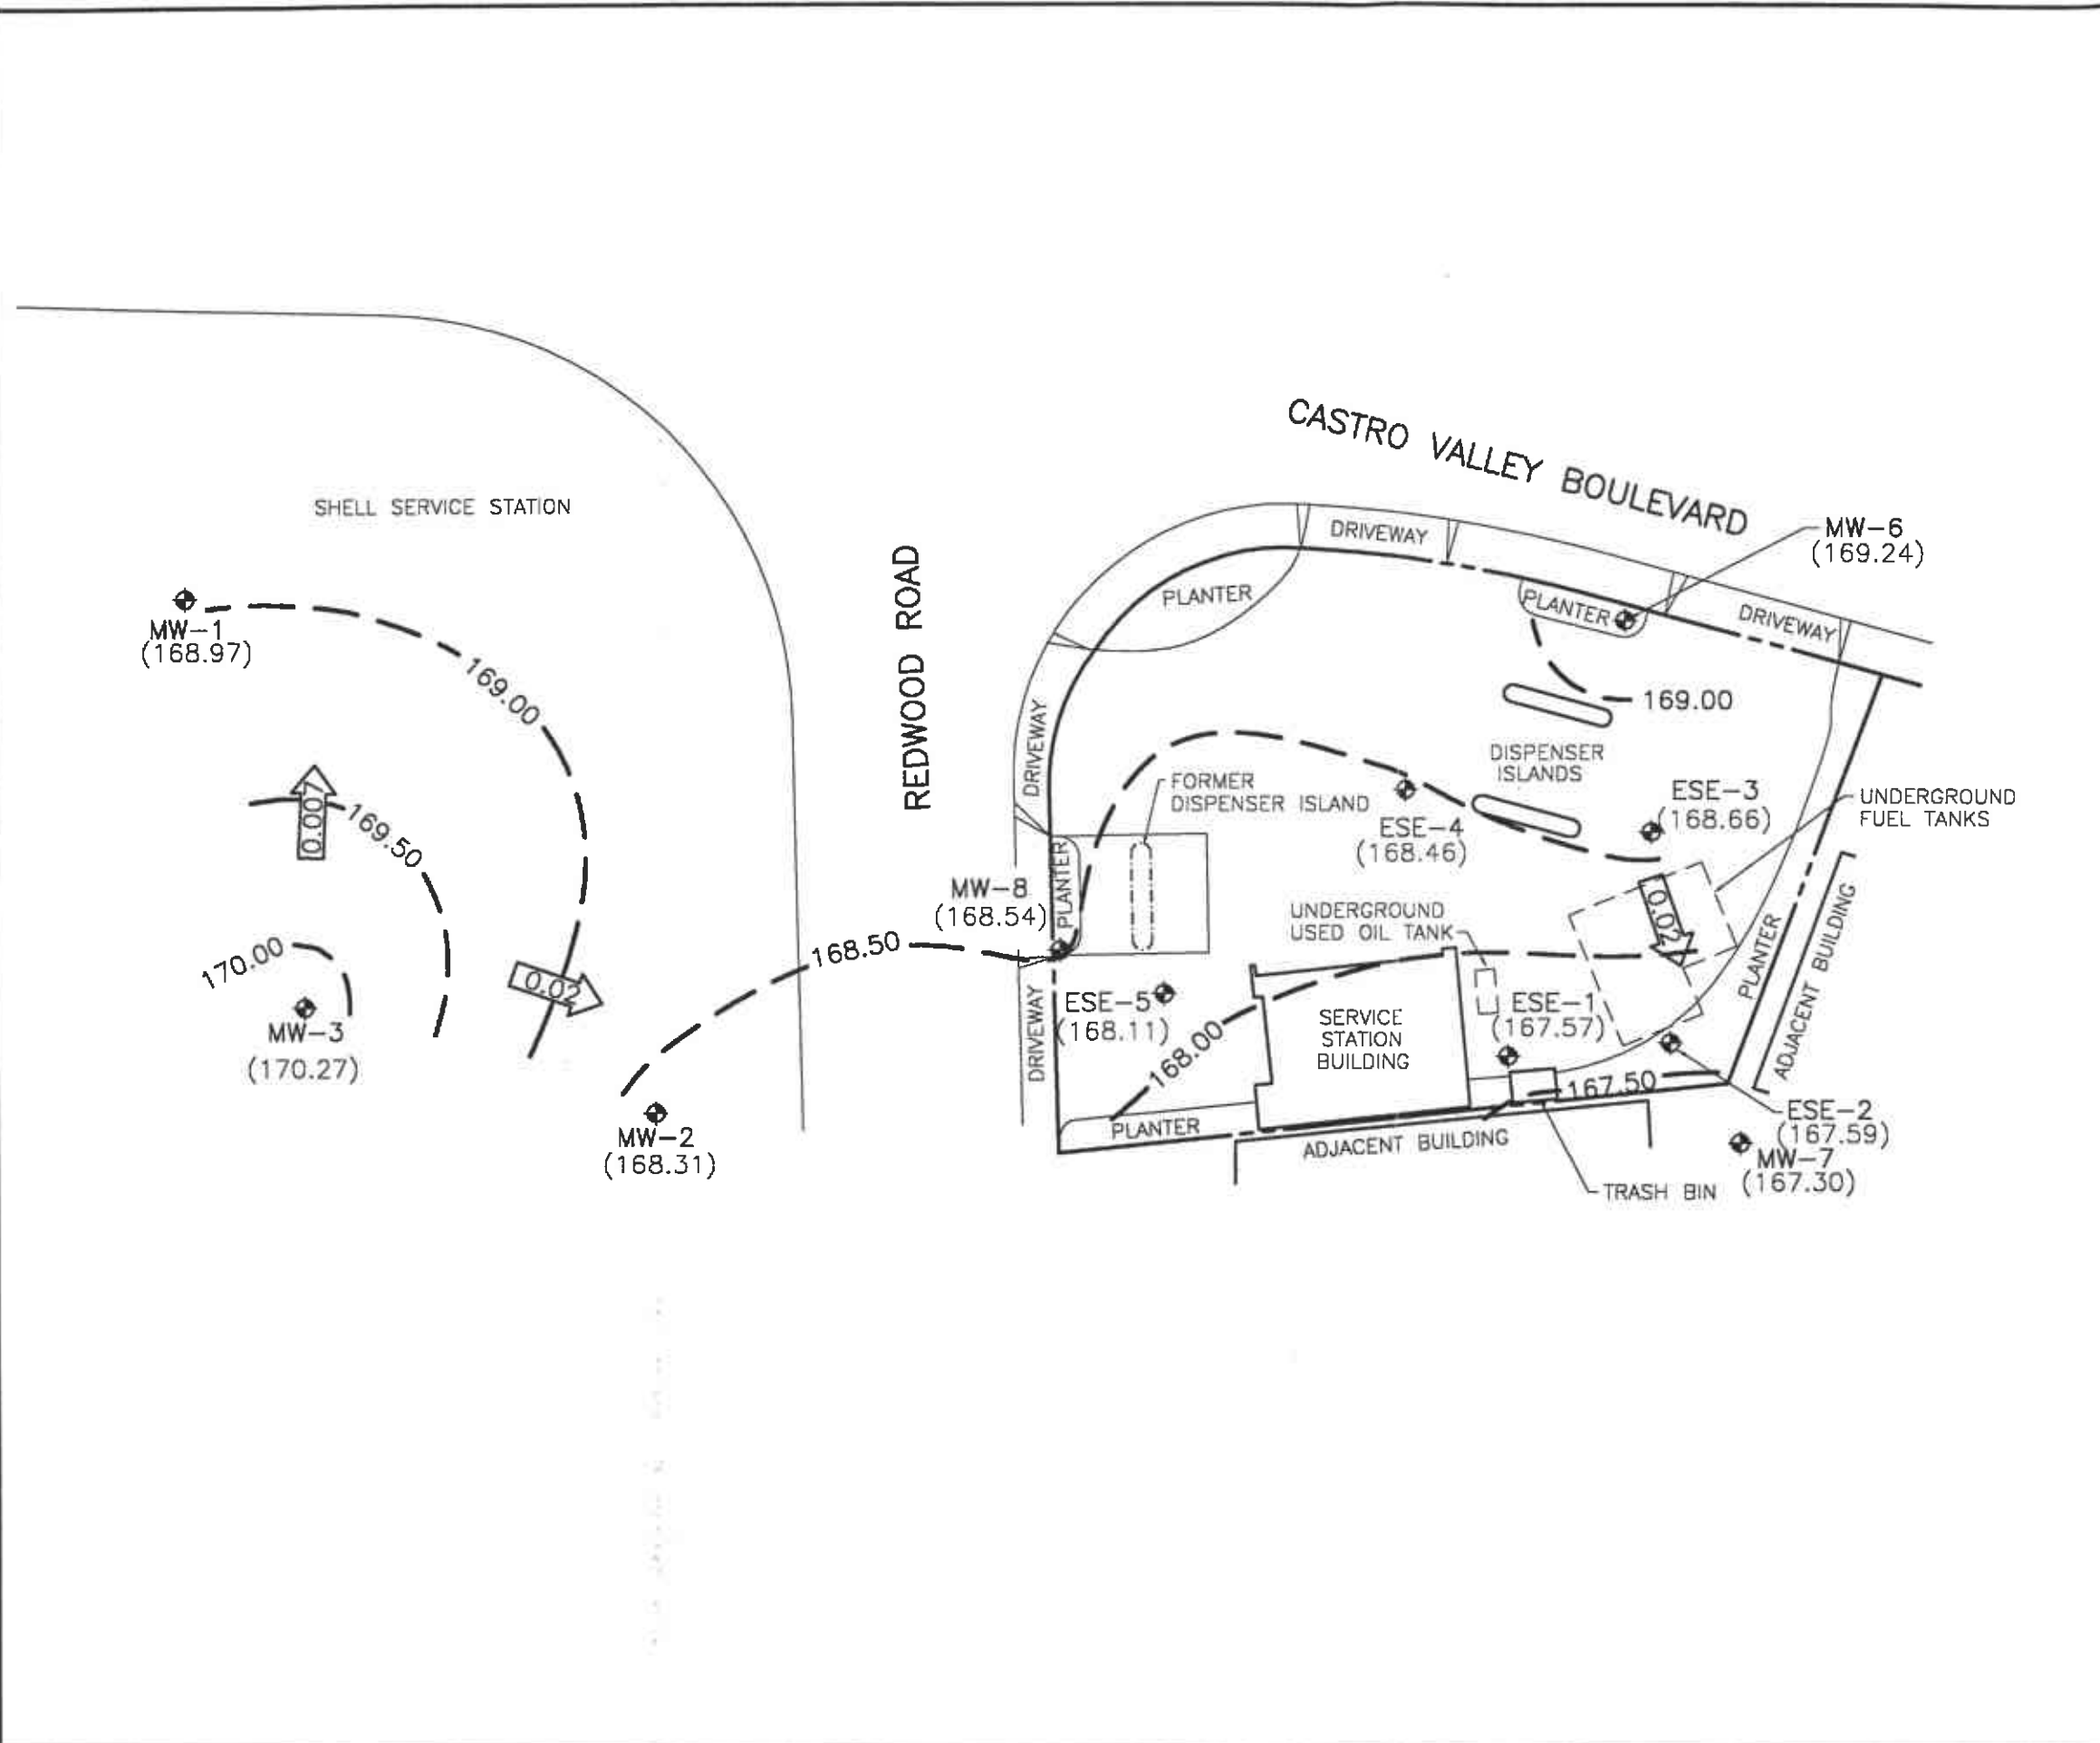 CASTRO VALLEY BOULEVARD
SHELL SERVICE STATION
MW-6
(169.24)
DRIVEWAY
PLANTER
PLANTER
DRIVEWAY
REDWOOD ROAD
MW-1
(168.97)
169.00
169.00
DRIVEWAY
DISPENSER
ISLANDS
FORMER
DISPENSER ISLAND
ESE-3
(168.66)
UNDERGROUND
FUEL TANKS
0.007
169.50
ESE-4
(168.46)
PLANTER
MW-8
(168.54)
UNDERGROUND
USED OIL TANK
0.02
PLANTER
ADJACENT BUILDING
170.00
168.50
0.02
MW-3
(170.27)
DRIVEWAY
ESE-5
(168.11)
168.00
SERVICE
STATION
BUILDING
ESE-1
(167.57)
167.50
MW-2
(168.31)
PLANTER
ADJACENT BUILDING
ESE-2
(167.59)
MW-7
(167.30)
TRASH BIN